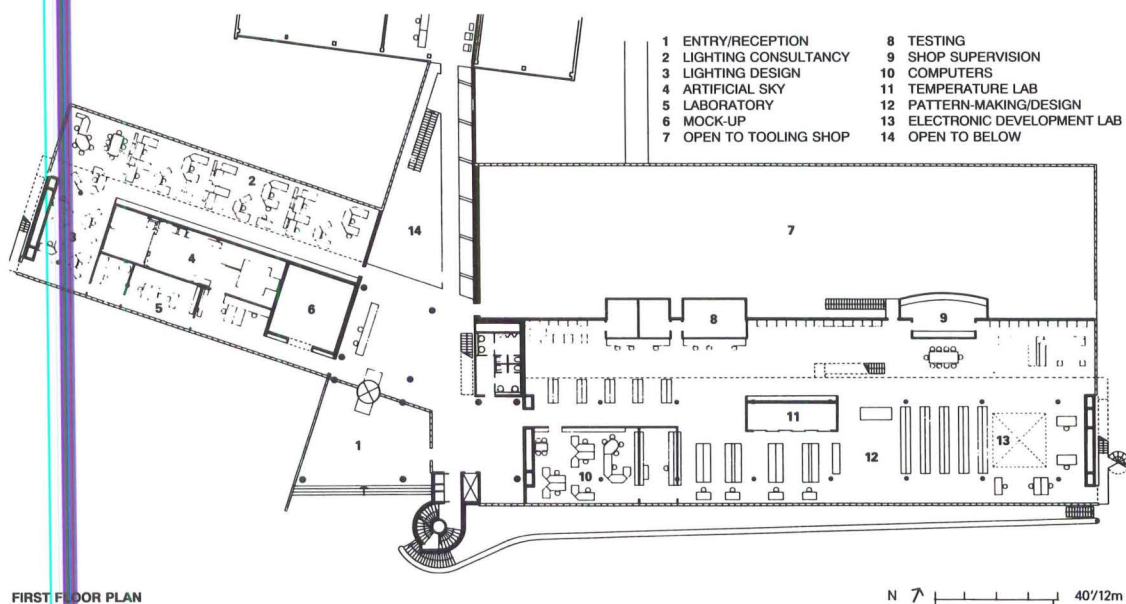 1 ENTRY/RECEPTION
2 LIGHTING CONSULTANCY
3 LIGHTING DESIGN
4 ARTIFICIAL SKY
5 LABORATORY
6 MOCK-UP
7 OPEN TO TOOLING SHOP
8 TESTING
9 SHOP SUPERVISION
10 COMPUTERS
11 TEMPERATURE LAB
12 PATTERN-MAKING/DESIGN
13 ELECTRONIC DEVELOPMENT LAB
14 OPEN TO BELOW
2
14
7
3
4
5
6
8
9
1
11
10
12
13
FIRST FLOOR PLAN
N
40'/12m